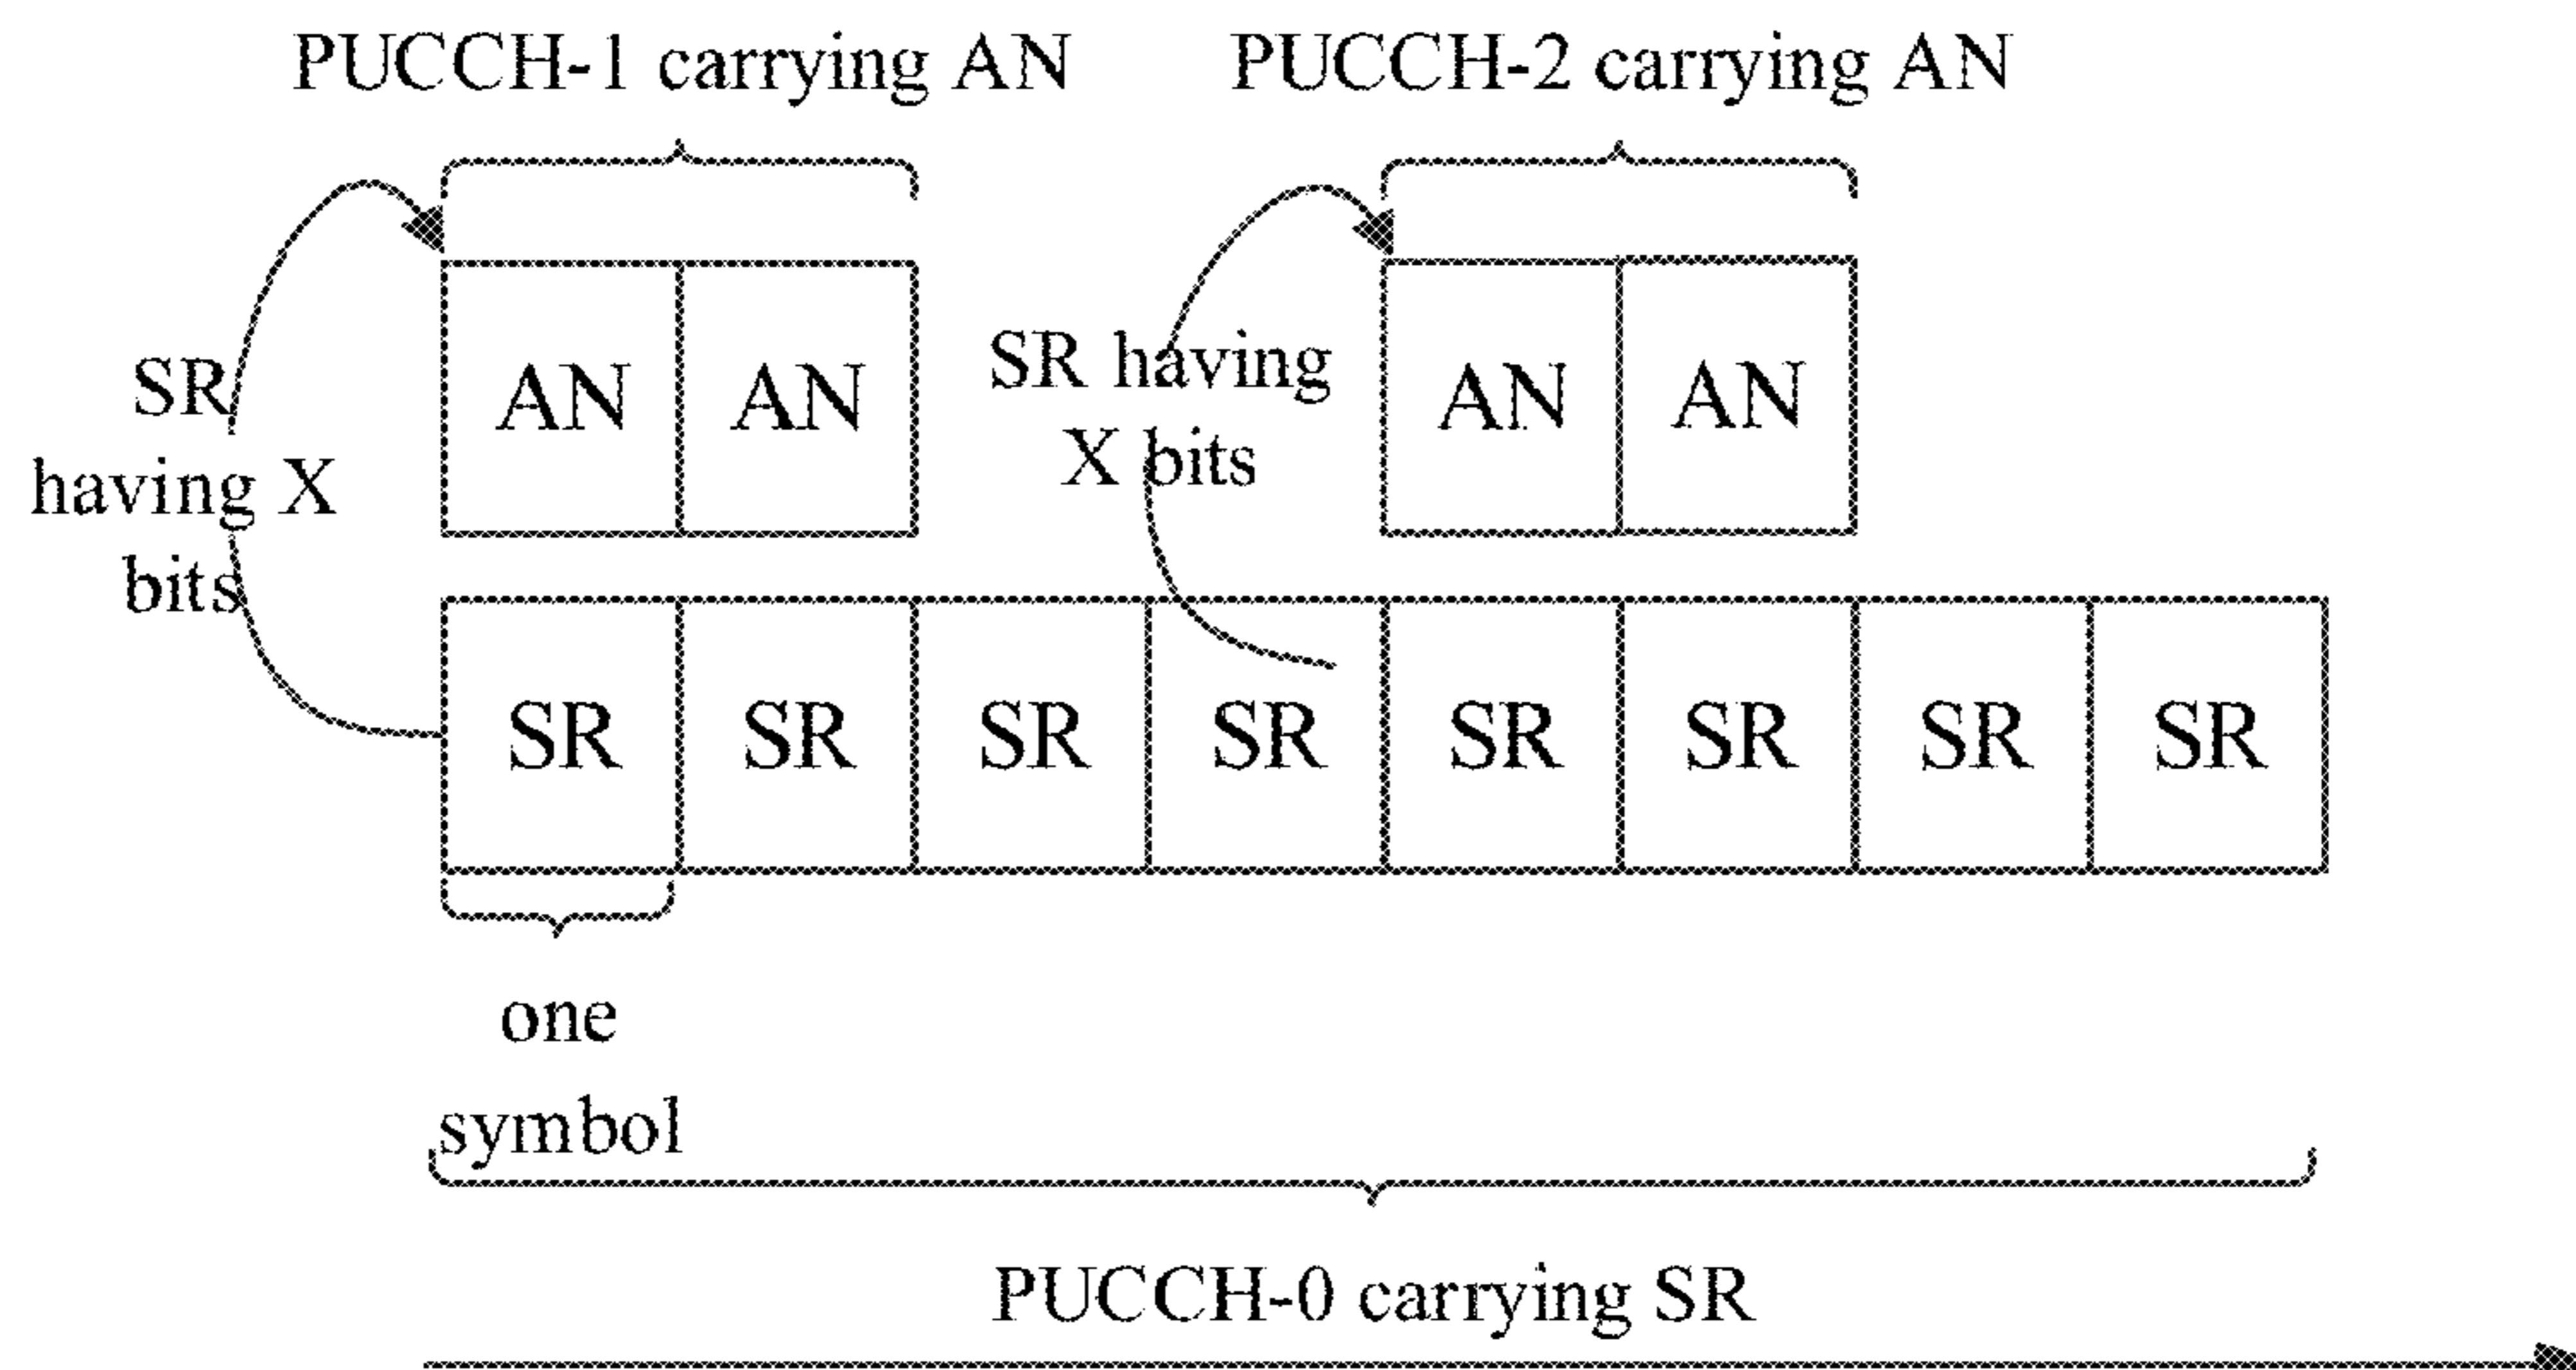 PUCCH-1 carrying AN PUCCH-2 carrying AN
SR
having X
bits
AN AN
SR having
X bits
AN AN
SR SR SR SR SR SR SR SR
one
symbol
PUCCH-0 carrying SR